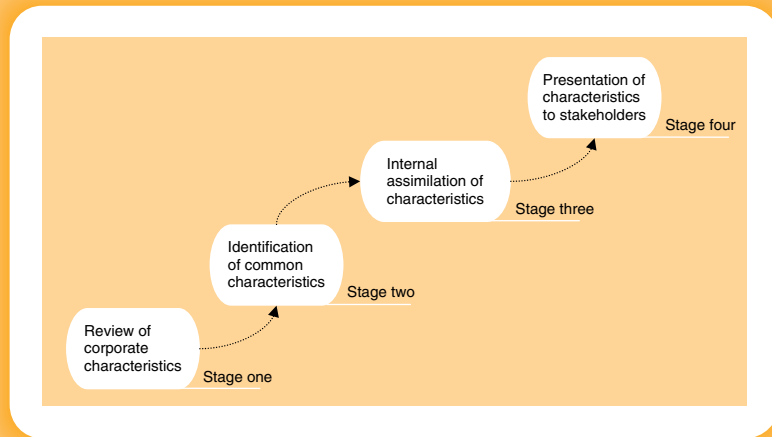 Review of
corporate
characteristics
Stage one
Identification
of common
characteristics
Stage two
Internal
assimilation of
characteristics
Stage three
Presentation of
characteristics
to stakeholders
Stage four